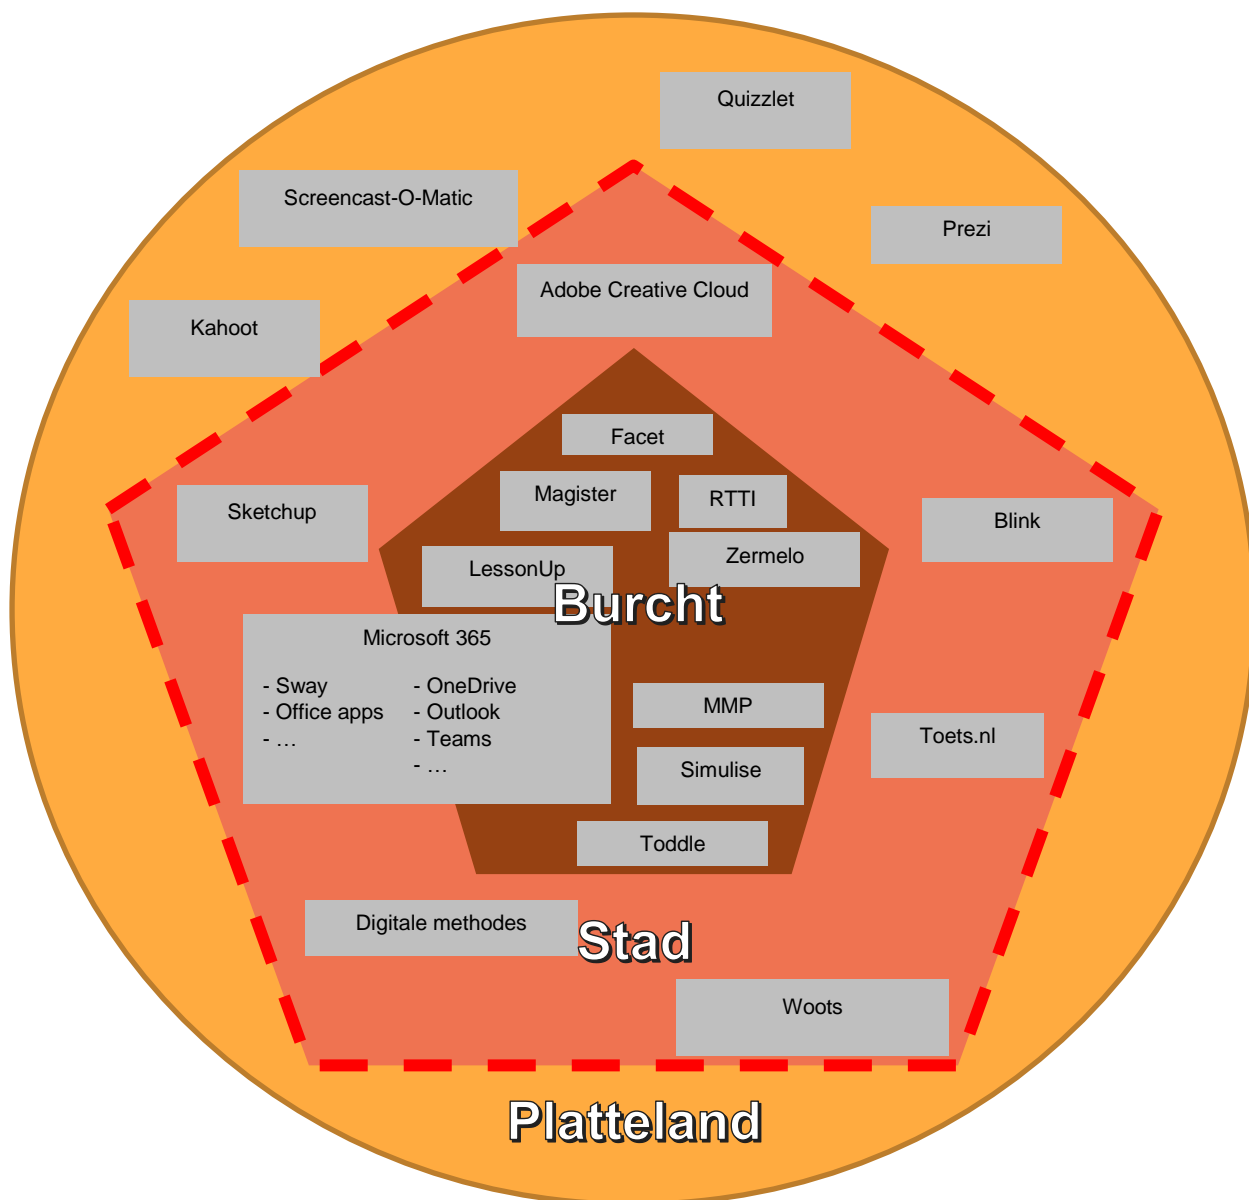 Quizzlet
Screencast-O-Matic
Prezi
Adobe Creative Cloud
Kahoot
Facet
Magister
RTTI
Sketchup
Blink
Zermelo
LessonUp
Burcht
Microsoft 365
- Sway
- Office apps
- …
- OneDrive
- Outlook
- Teams
- …
MMP
Toets.nl
Simulise
Toddle
Digitale methodes
Stad
Woots
Platteland